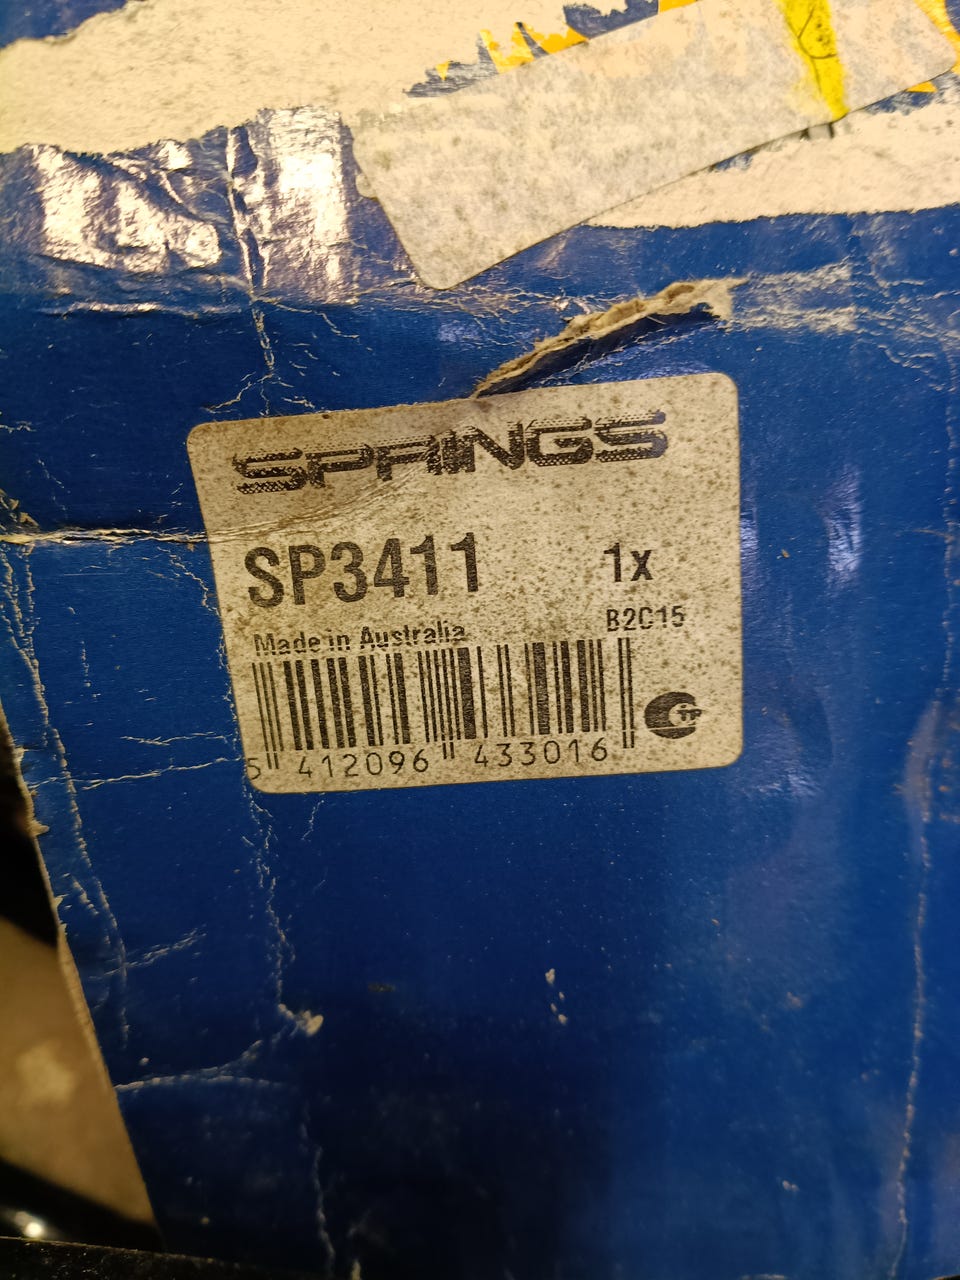 SPRINGS
SP3411 1x
Made in Australia B2C15
5 412096 433016